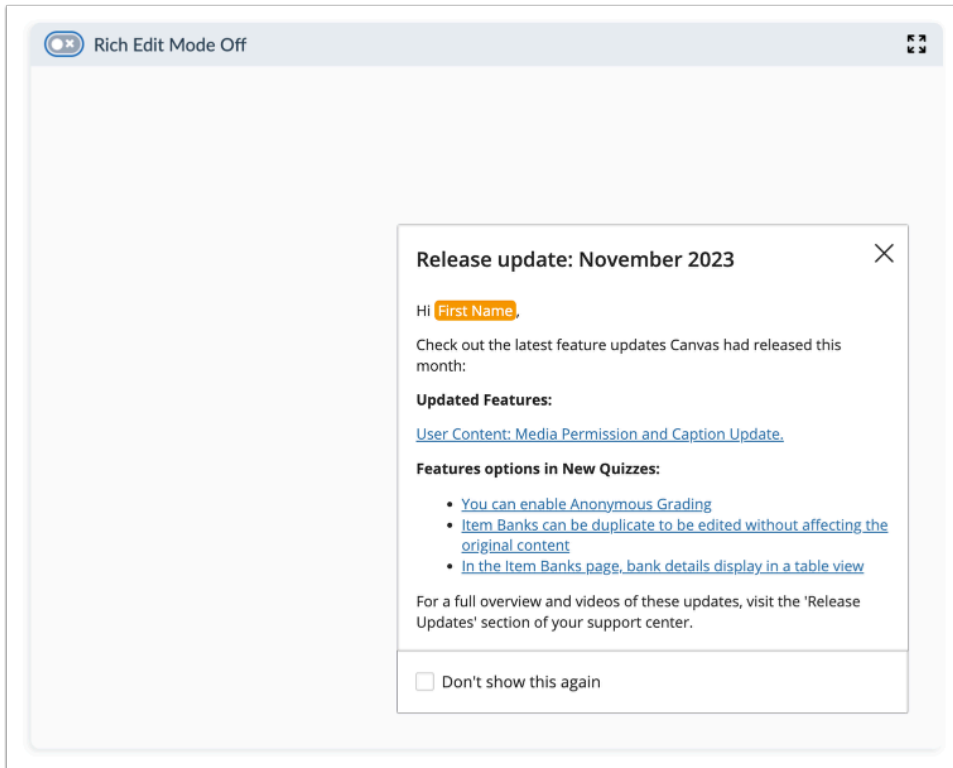 Rich Edit Mode Off
Release update: November 2023
Hi First Name,
Check out the latest feature updates Canvas had released this
month:
Updated Features:
User Content: Media Permission and Caption Update.
Features options in New Quizzes:
• You can enable Anonymous Grading
• Item Banks can be duplicate to be edited without affecting the
original content
• In the Item Banks page, bank details display in a table view
For a full overview and videos of these updates, visit the 'Release
Updates' section of your support center.
Don't show this again